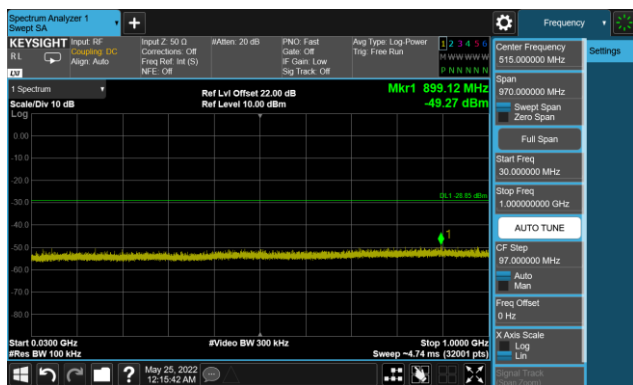 Spectrum Analyzer 1
Swept SA
Frequency
KEYSIGHT
RL
LXI
Input: RF
Coupling: DC
Align: Auto
Input Z: 50 Ω
Corrections: Off
Freq Ref: Int (S)
NFE: Off
#Atten: 20 dB
PNO: Fast
Gate: Off
IF Gain: Low
Sig Track: Off
Avg Type: Log-Power
Trig: Free Run
1 2 3 4 5 6
M W W W W W
P N N N N N
Center Frequency
515.000000 MHz
Settings
1 Spectrum
Scale/Div 10 dB
Log
Ref Lvl Offset 22.00 dB
Ref Level 10.00 dBm
Mkr1 899.12 MHz
-49.27 dBm
Span
970.000000 MHz
Swept Span
Zero Span
Full Span
Start Freq
30.000000 MHz
Stop Freq
1.000000000 GHz
AUTO TUNE
CF Step
97.000000 MHz
Auto
Man
Freq Offset
0 Hz
X Axis Scale
Log
Lin
Signal Track
(Span Zoom)
0.00
-10.0
-20.0
DL1 -28.85 dBm
-30.0
-40.0
1
-50.0
-60.0
-70.0
-80.0
Start 0.0300 GHz
#Res BW 100 kHz
#Video BW 300 kHz
Stop 1.0000 GHz
Sweep ~4.74 ms (32001 pts)
?
May 25, 2022
12:15:42 AM